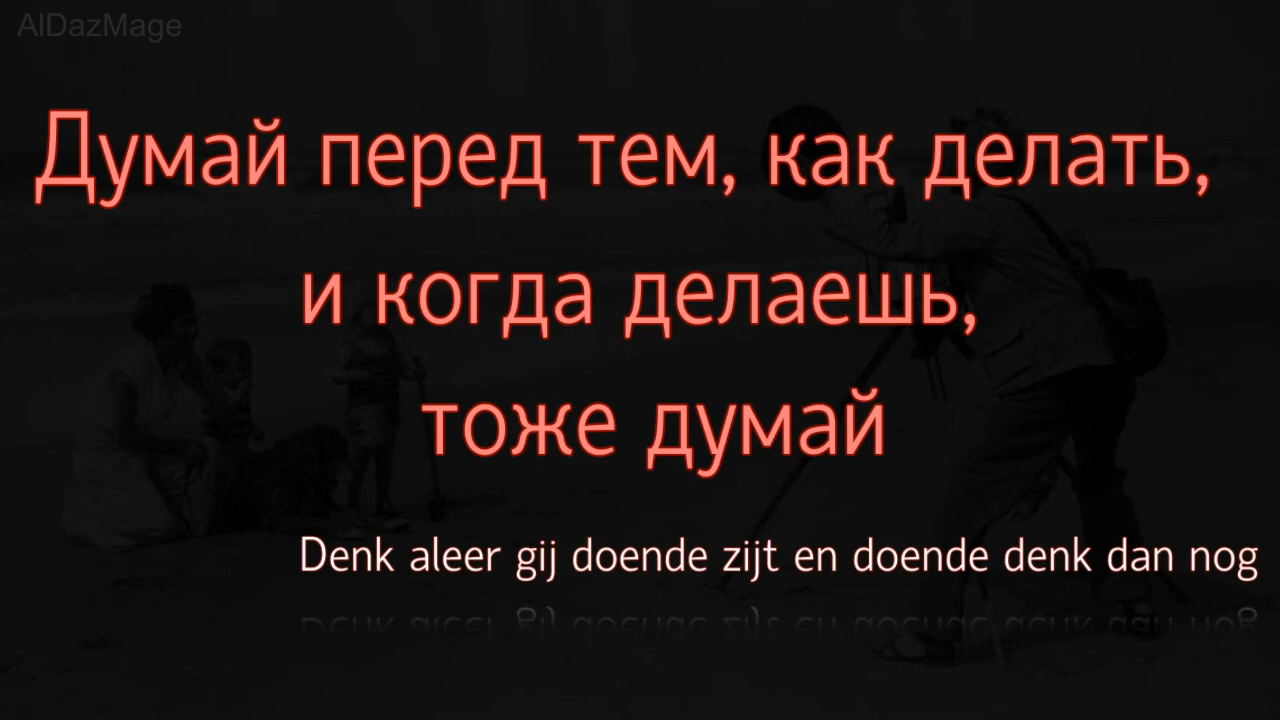 AlDazMage
Думай перед тем, как делать,
и когда делаешь,
тоже думай
Denk aleer gij doende zijt en doende denk dan nog